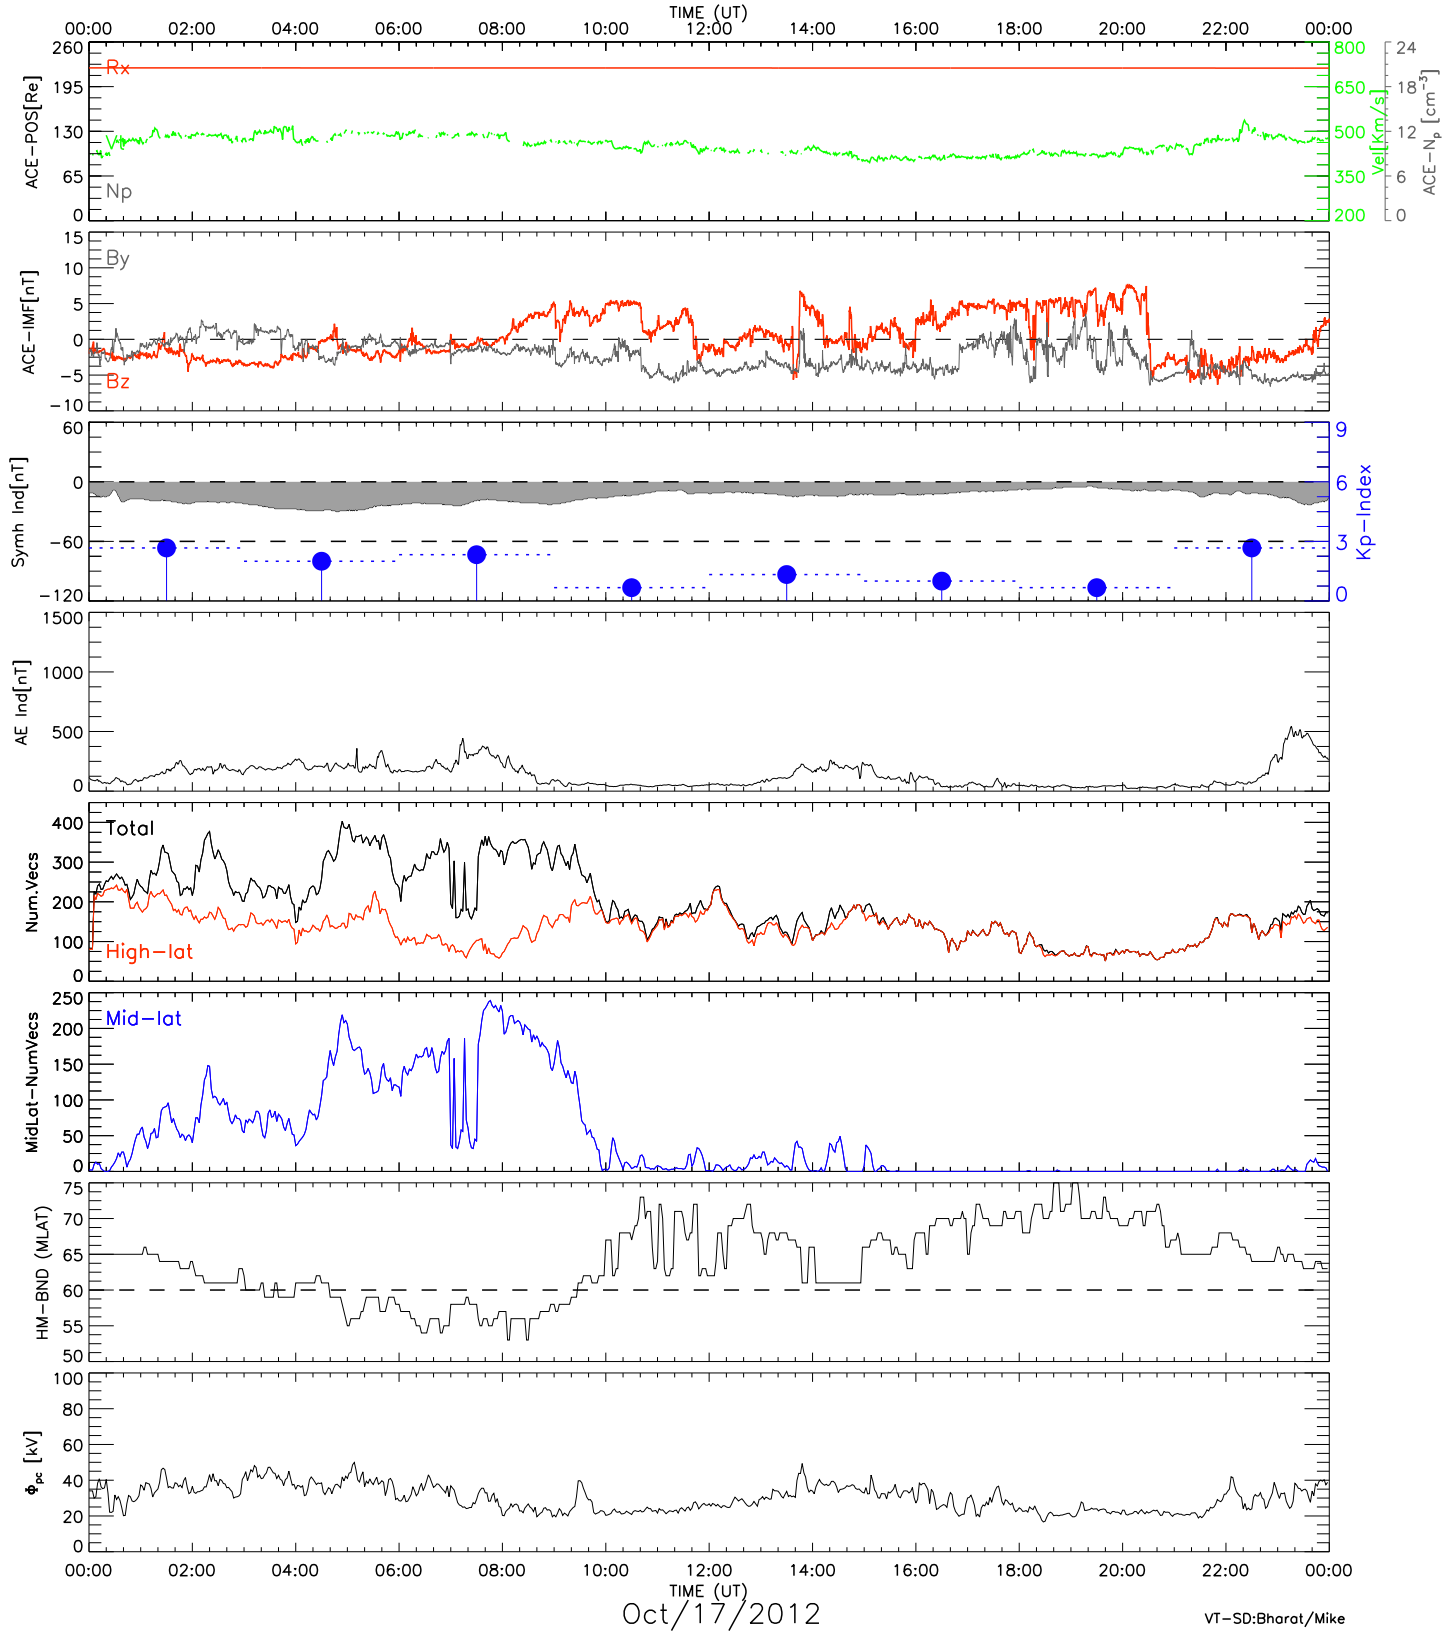 TIME (UT)
00:00 02:00 04:00 06:00 08:00 10:00 12:00 14:00 16:00 18:00 20:00 22:00 00:00
ACE-POS[Re]
260
195
130
65
0
Rx
Np
800
650
500
350
200
Vel[Km/s]
24
18
12
6
0
ACE-Np [cm-3]
ACE-IMF[nT]
15
10
5
0
-5
-10
By
Bz
Symh Ind[nT]
60
0
-60
-120
9
6
3
0
Kp-Index
AE Ind[nT]
1500
1000
500
0
Num.Vecs
400
300
200
100
0
Total
High-lat
MidLat-NumVecs
250
200
150
100
50
0
Mid-lat
HM-BND (MLAT)
75
70
65
60
55
50
Φpc [kV]
100
80
60
40
20
0
00:00 02:00 04:00 06:00 08:00 10:00 12:00 14:00 16:00 18:00 20:00 22:00 00:00
TIME (UT)
Oct/17/2012
VT-SD:Bharat/Mike